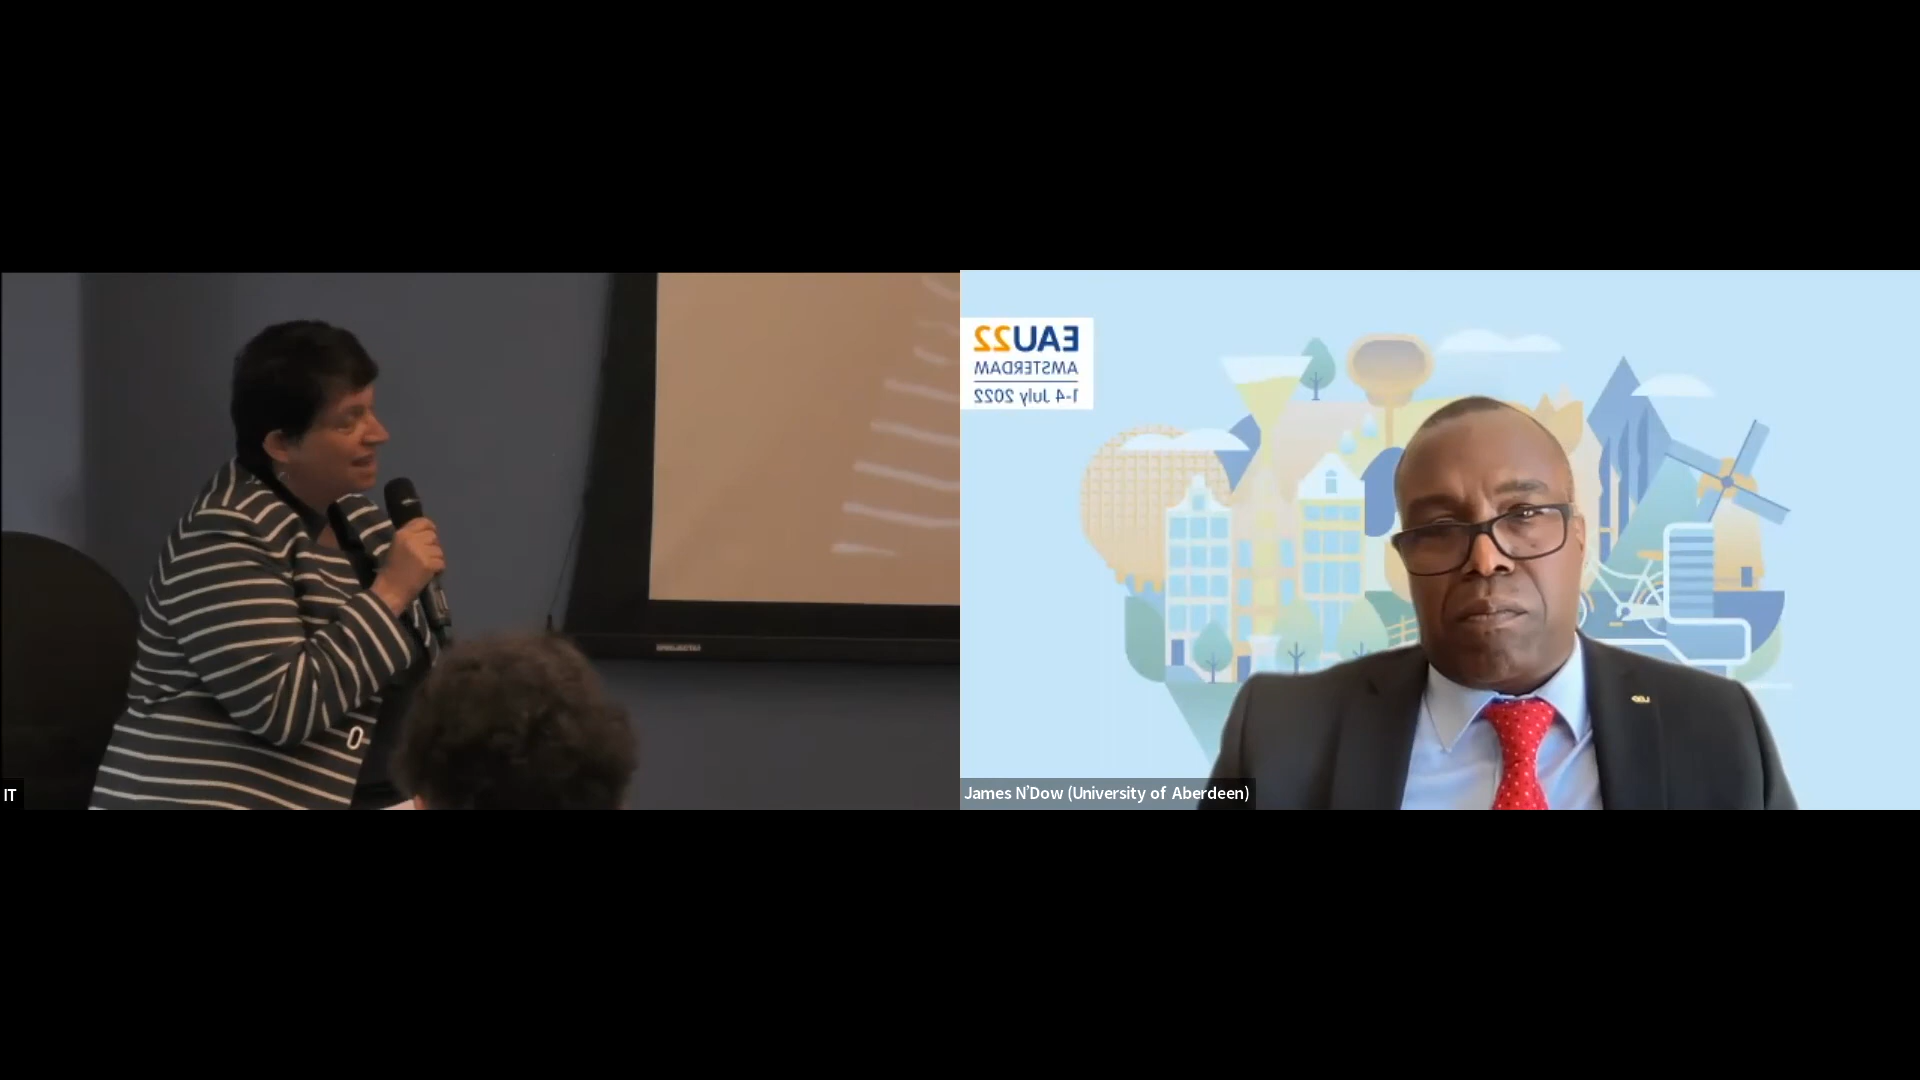 EAU22
AMSTERDAM
1-4 July 2022
IT
James N'Dow (University of Aberdeen)